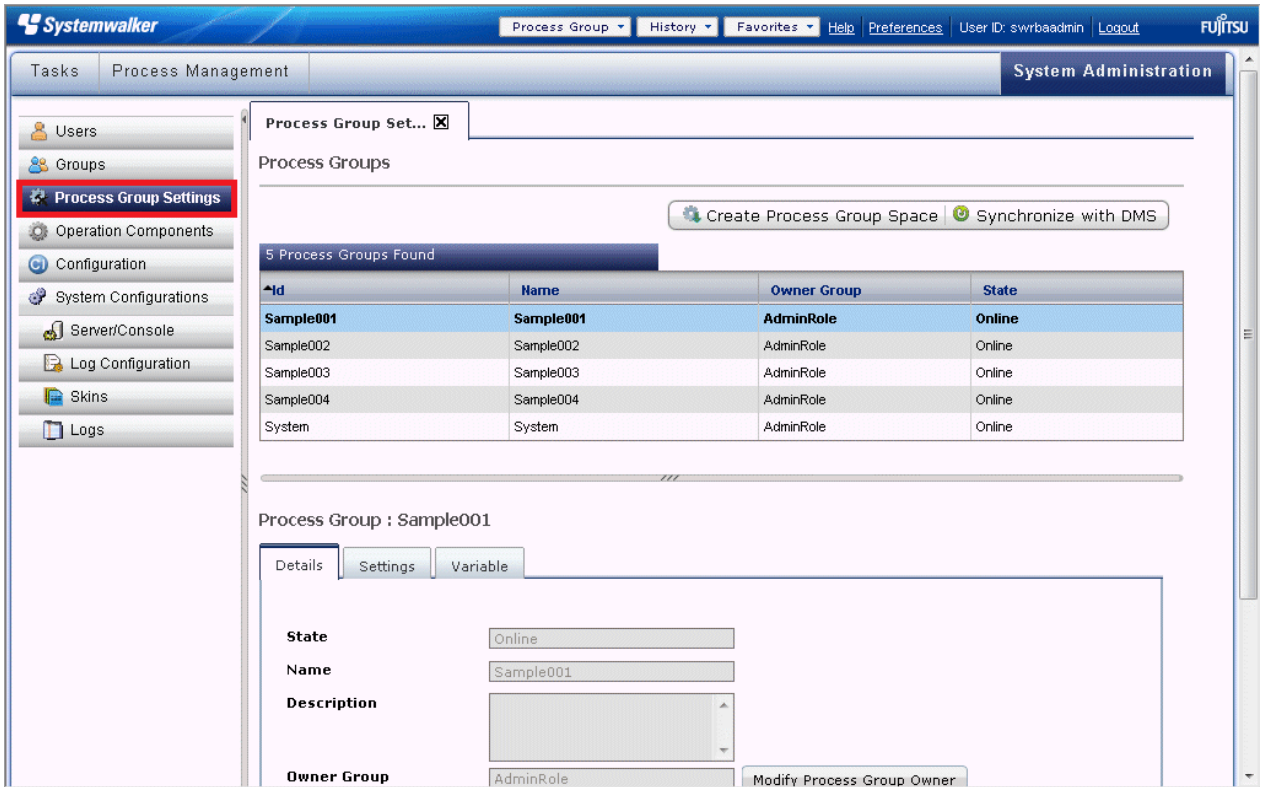 Systemwalker Process Group History Favorites Help Preferences User ID: swrbaadmin Logout FUJITSU
Tasks Process Management System Administration
Users
Groups
Process Group Settings
Operation Components
CI Configuration
System Configurations
Server/Console
Log Configuration
Skins
Logs
Process Group Set...
Process Groups
Create Process Group Space Synchronize with DMS
5 Process Groups Found
Id Name Owner Group State
Sample001 Sample001 AdminRole Online
Sample002 Sample002 AdminRole Online
Sample003 Sample003 AdminRole Online
Sample004 Sample004 AdminRole Online
System System AdminRole Online
Process Group : Sample001
Details Settings Variable
State Online
Name Sample001
Description
Owner Group AdminRole Modify Process Group Owner